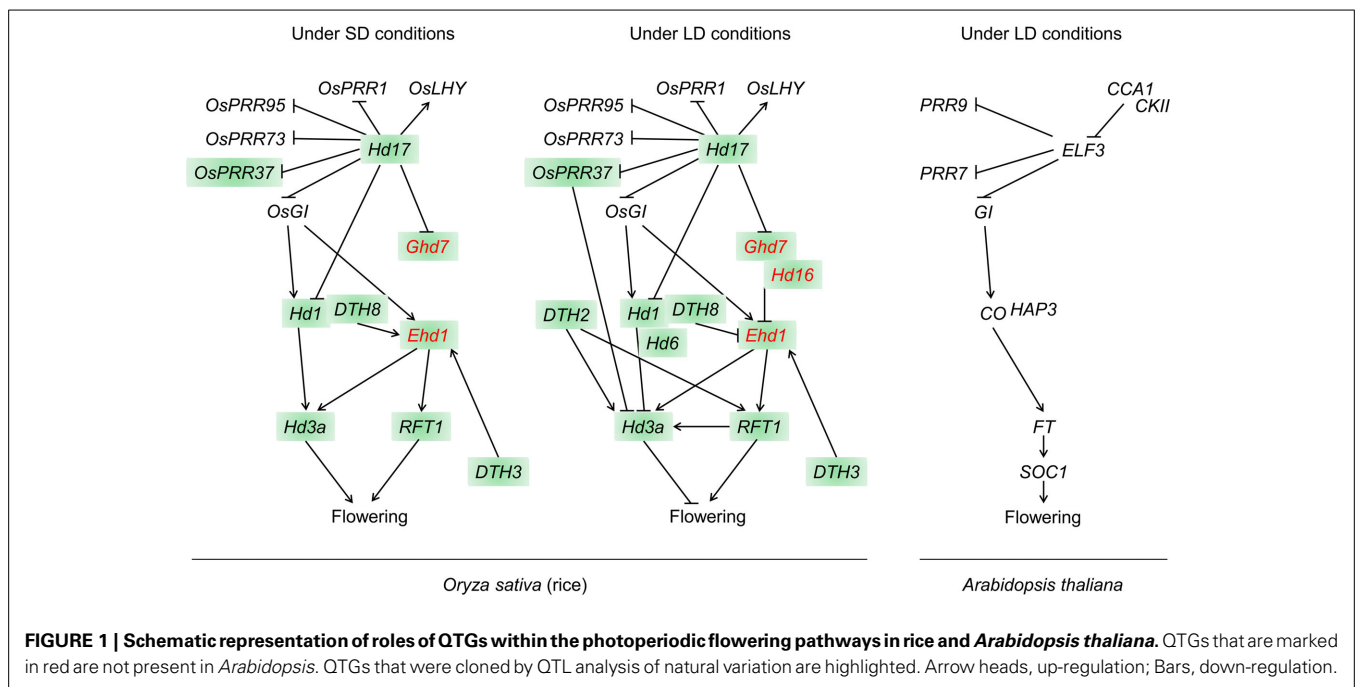 Under SD conditions
Under LD conditions
Under LD conditions
OsPRR95
OsPRR1
OsLHY
OsPRR73
Hd17
OsPRR37
OsGI
Ghd7
Hd1
DTH8
Ehd1
Hd3a
RFT1
DTH3
Flowering
OsPRR95
OsPRR1
OsLHY
OsPRR73
Hd17
OsPRR37
OsGI
Ghd7
Hd16
DTH2
Hd1
DTH8
Hd6
Ehd1
Hd3a
RFT1
DTH3
Flowering
Oryza sativa (rice)
PRR9
CCA1
CKII
ELF3
PRR7
GI
CO
HAP3
FT
SOC1
Flowering
Arabidopsis thaliana
FIGURE 1 | Schematic representation of roles of QTGs within the photoperiodic flowering pathways in rice and Arabidopsis thaliana. QTGs that are marked
in red are not present in Arabidopsis. QTGs that were cloned by QTL analysis of natural variation are highlighted. Arrow heads, up-regulation; Bars, down-regulation.